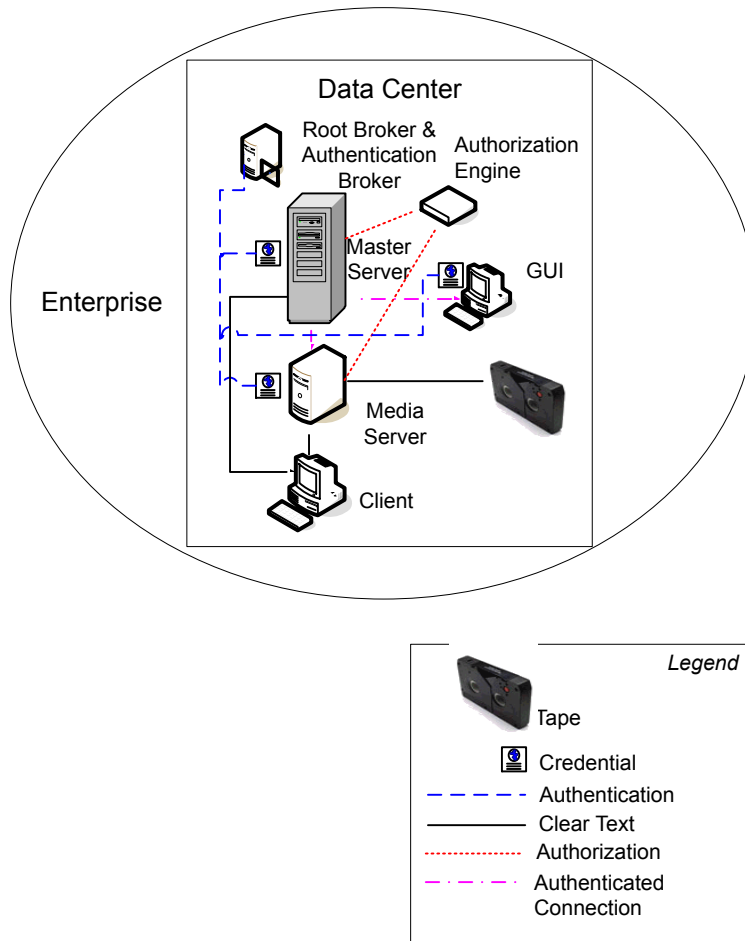 Data Center
Root Broker &
Authentication
Broker
Authorization
Engine
Master
Server
GUI
Enterprise
Media
Server
Client
Legend
Tape
Credential
Authentication
Clear Text
Authorization
Authenticated
Connection